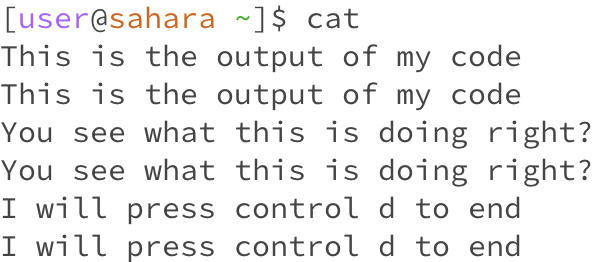 [user@sahara ~]$ cat
This is the output of my code
This is the output of my code
You see what this is doing right?
You see what this is doing right?
I will press control d to end
I will press control d to end